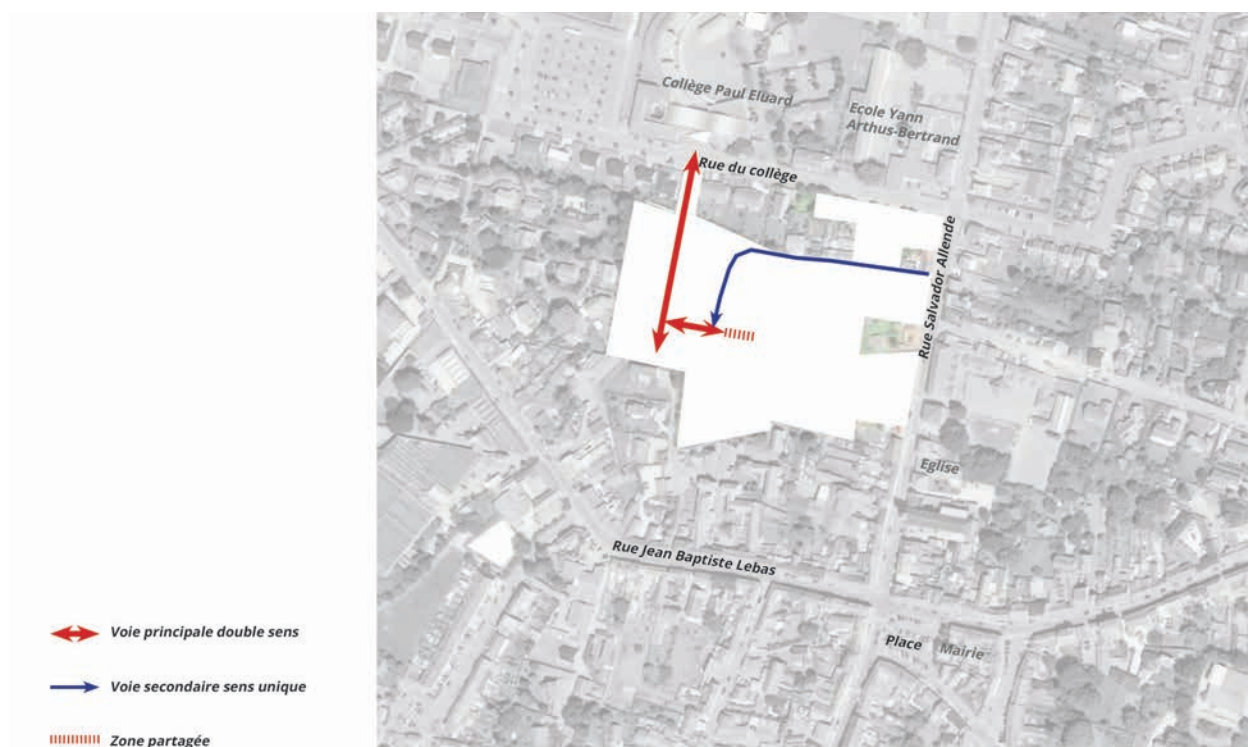 Collège Paul Eluard
Ecole Yann
Arthus-Bertrand
Rue du collège
Rue Salvador Allende
Eglise
Rue Jean Baptiste Lebas
Place
Mairie
Voie principale double sens
Voie secondaire sens unique
Zone partagée